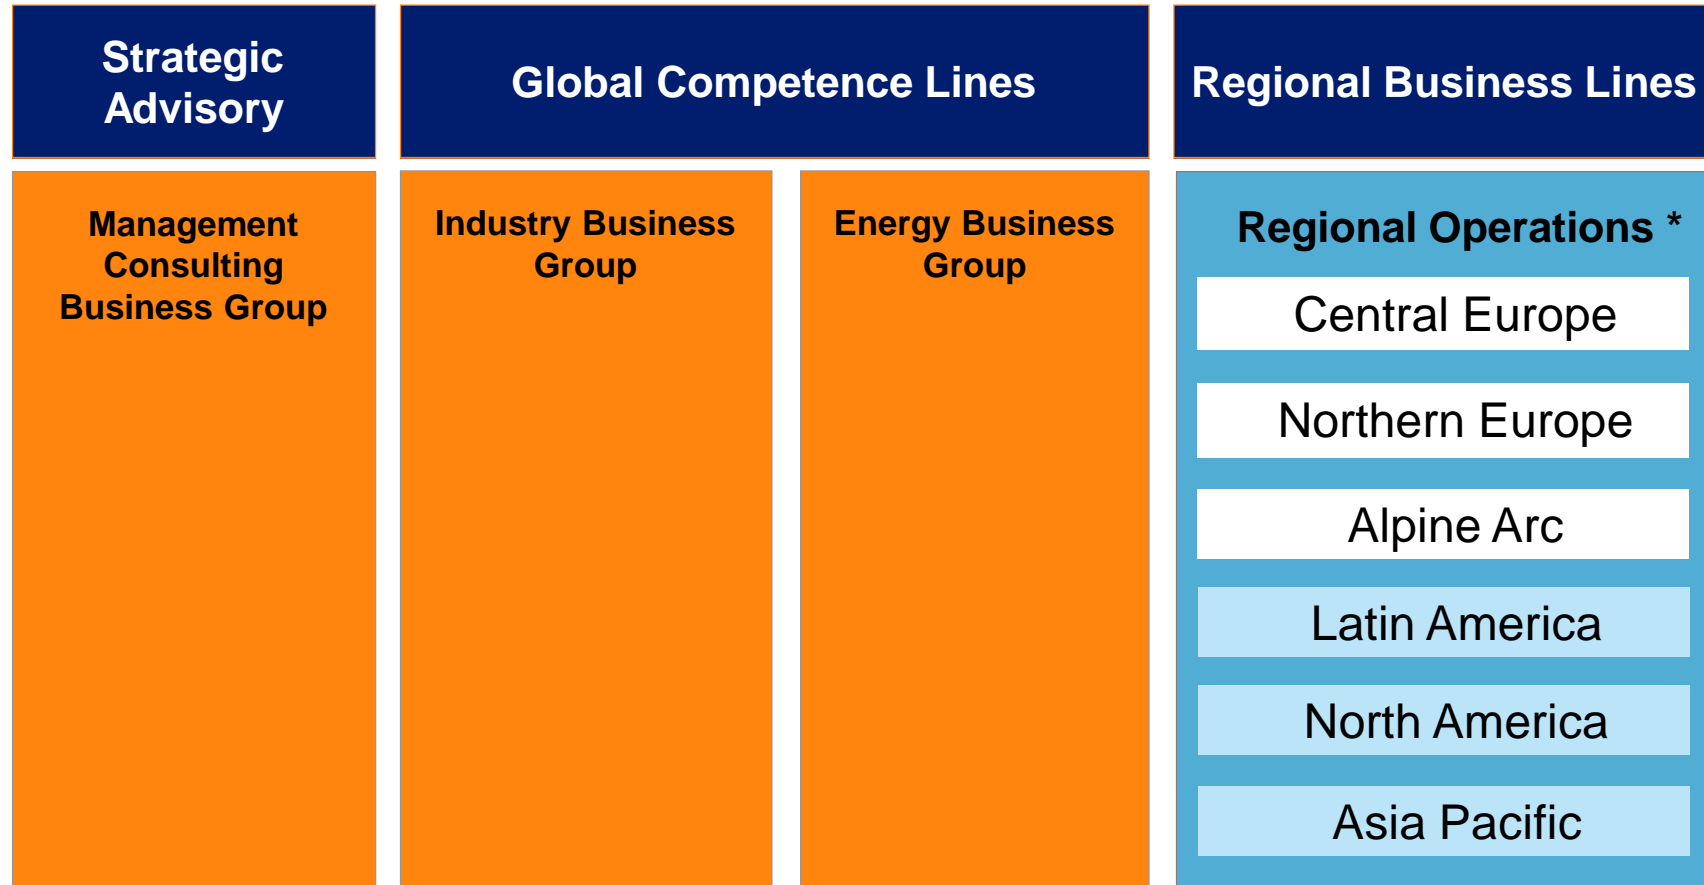 Strategic
Advisory
Global Competence Lines
Regional Business Lines
Management
Consulting
Business Group
Industry Business
Group
Energy Business
Group
Regional Operations *
Central Europe
Northern Europe
Alpine Arc
Latin America
North America
Asia Pacific